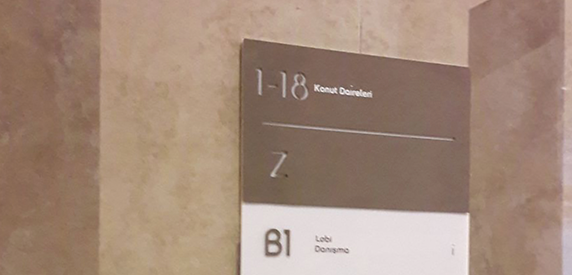 1-18 Konut Daireleri
Z
B1 Lobi
Danışma i